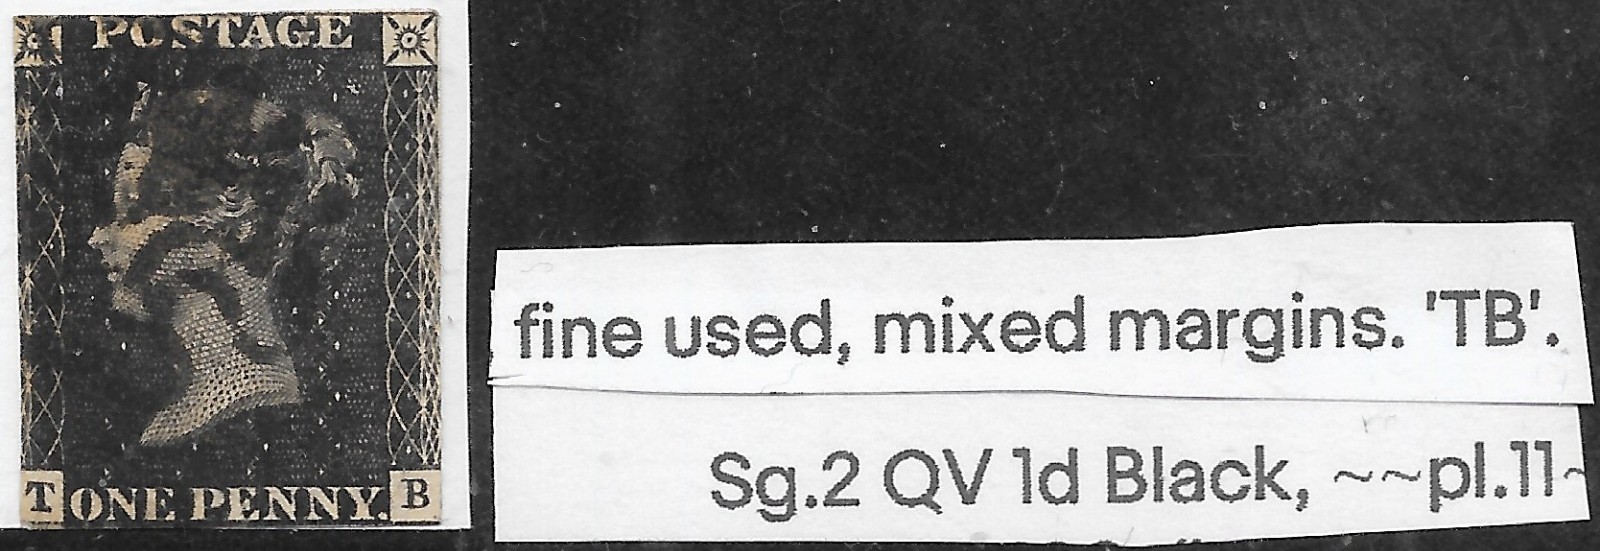 POSTAGE
T ONE PENNY. B
fine used, mixed margins. 'TB'.
Sg.2 QV 1d Black, ~~pl.11~